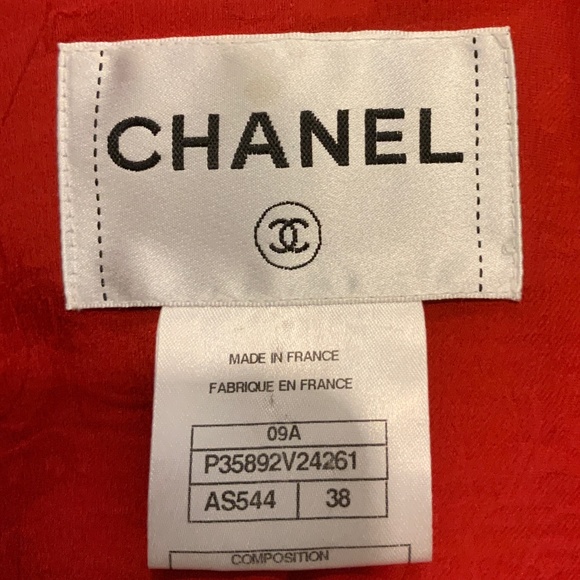 CHANEL
MADE IN FRANCE
FABRIQUE EN FRANCE
09A
P35892V24261
AS544 38
COMPOSITION